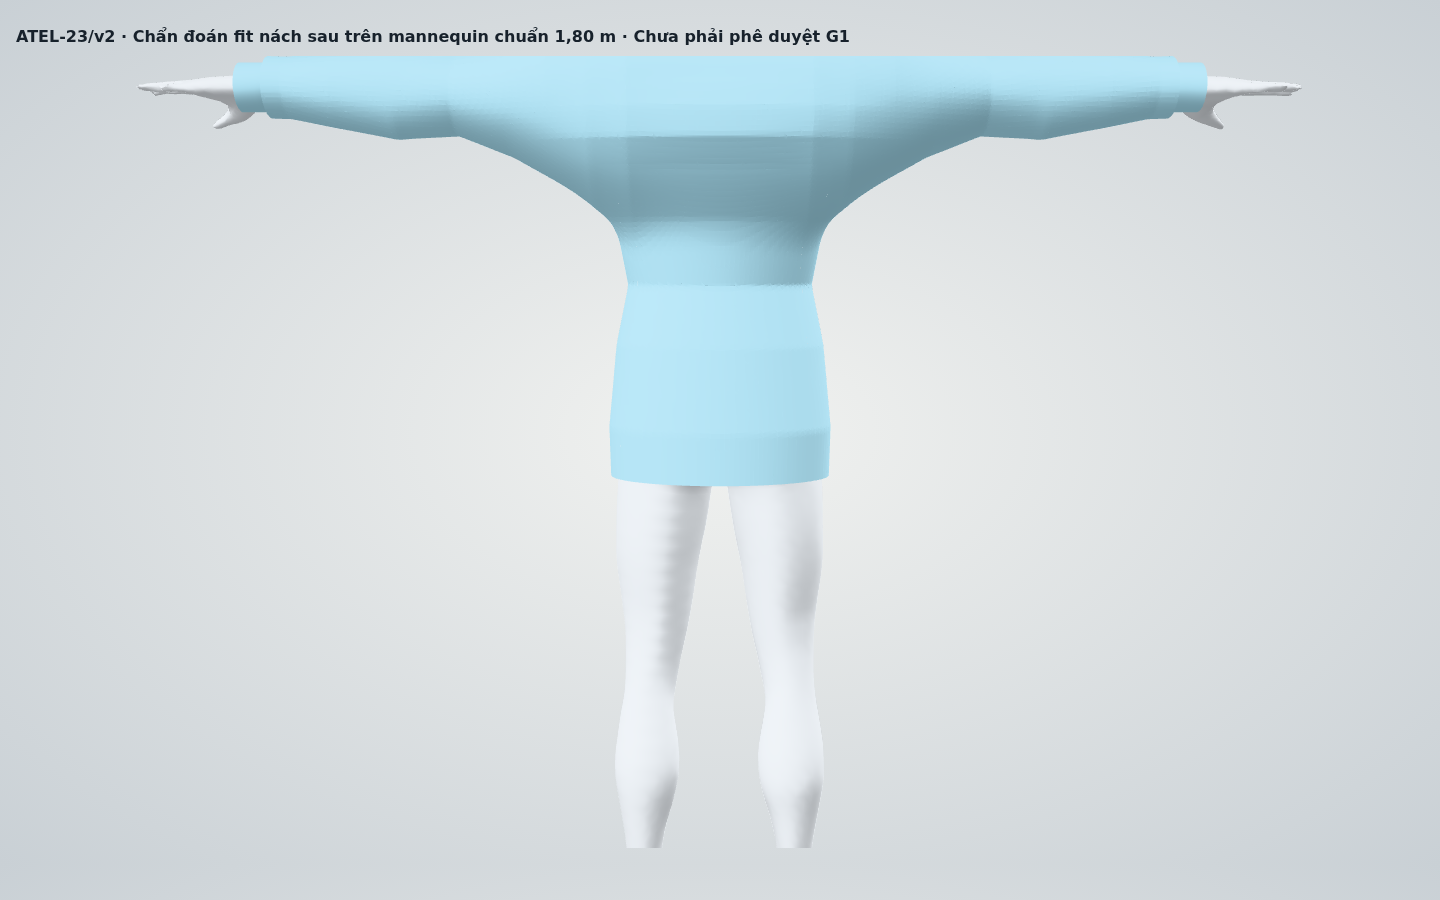 ATEL-23/v2 · Chẩn đoán fit nách sau trên mannequin chuẩn 1,80 m · Chưa phải phê duyệt G1